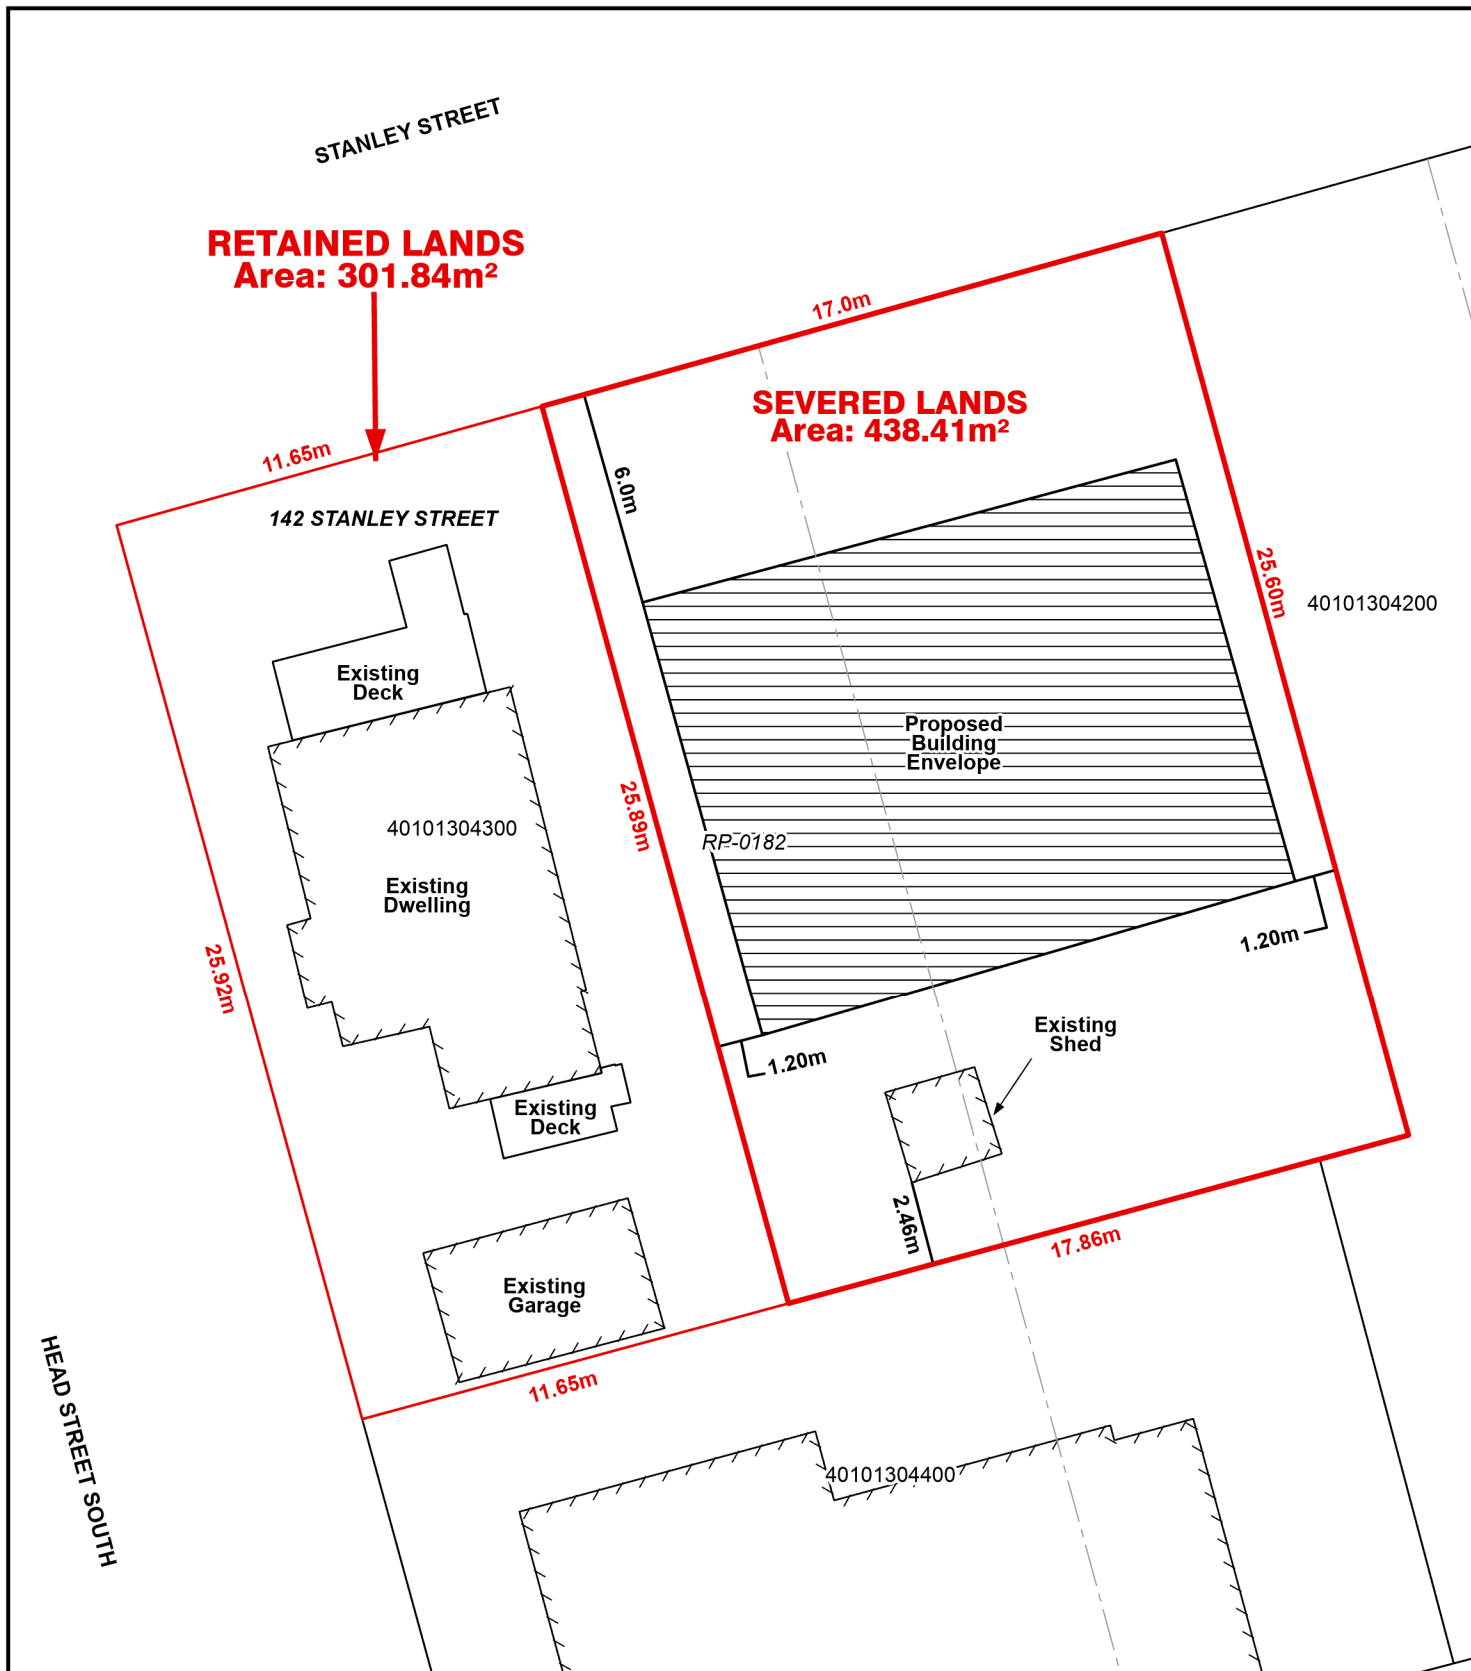 STANLEY STREET
RETAINED LANDS
Area: 301.84m²
17.0m
SEVERED LANDS
Area: 438.41m²
11.65m
6.0m
142 STANLEY STREET
25.60m
40101304200
Existing
Deck
Proposed
Building
Envelope
25.89m
40101304300
RP-0182
Existing
Dwelling
25.92m
1.20m
Existing
Shed
1.20m
Existing
Deck
2.46m
17.86m
Existing
Garage
11.65m
HEAD STREET SOUTH
40101304400